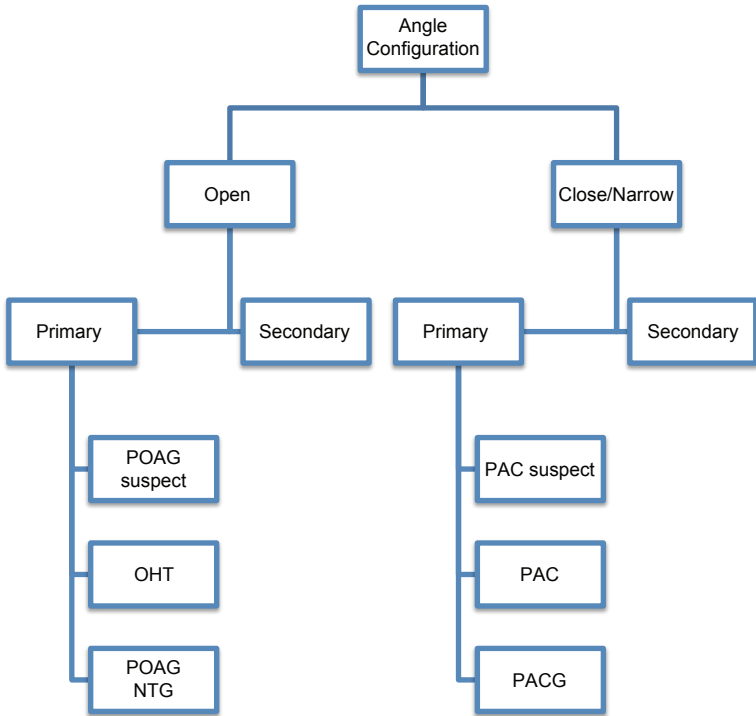 Angle
Configuration
Open
Close/Narrow
Primary
Secondary
Primary
Secondary
POAG
suspect
PAC suspect
OHT
PAC
POAG
NTG
PACG